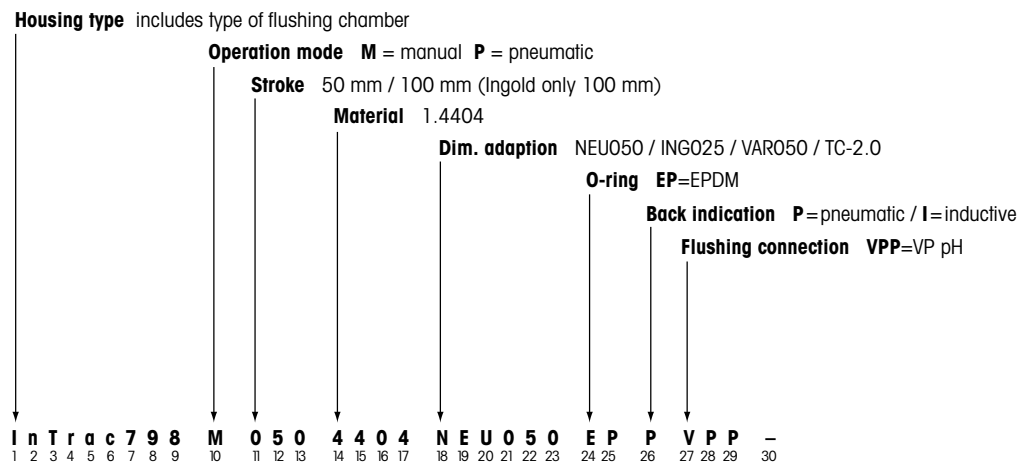 Housing type includes type of flushing chamber
Operation mode M = manual P = pneumatic
Stroke 50 mm / 100 mm (Ingold only 100 mm)
Material 1.4404
Dim. adaption NEU050 / ING025 / VAR050 / TC-2.0
O-ring EP=EPDM
Back indication P=pneumatic / I=inductive
Flushing connection VPP=VP pH
I n T r a c 7 9 8 M 0 5 0 4 4 0 4 N E U 0 5 0 E P P V P P –
1 2 3 4 5 6 7 8 9 10 11 12 13 14 15 16 17 18 19 20 21 22 23 24 25 26 27 28 29 30